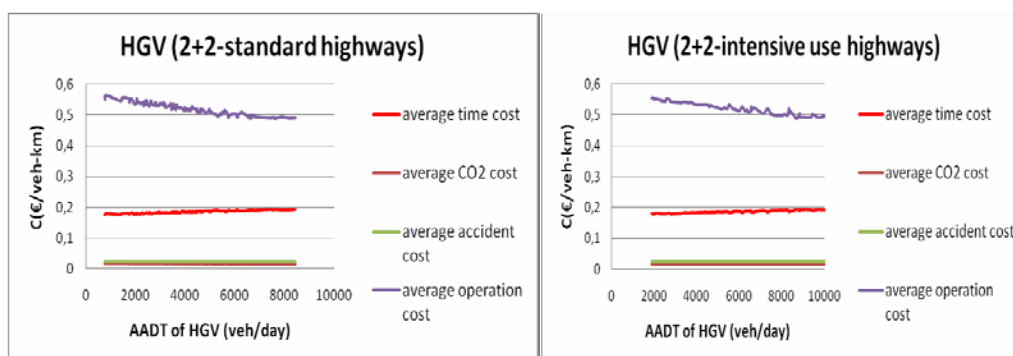 HGV (2+2-standard highways)
0,6
0,5
0,4
0,3
0,2
0,1
0
C(€/veh-km)
0 2000 4000 6000 8000 10000
AADT of HGV (veh/day)
average time cost
average CO2 cost
average accident
cost
average operation
cost
HGV (2+2-intensive use highways)
0,6
0,5
0,4
0,3
0,2
0,1
0
C(€/veh-km)
0 2000 4000 6000 8000 10000
AADT of HGV (veh/day)
average time cost
average CO2 cost
average accident cost
average operation
cost